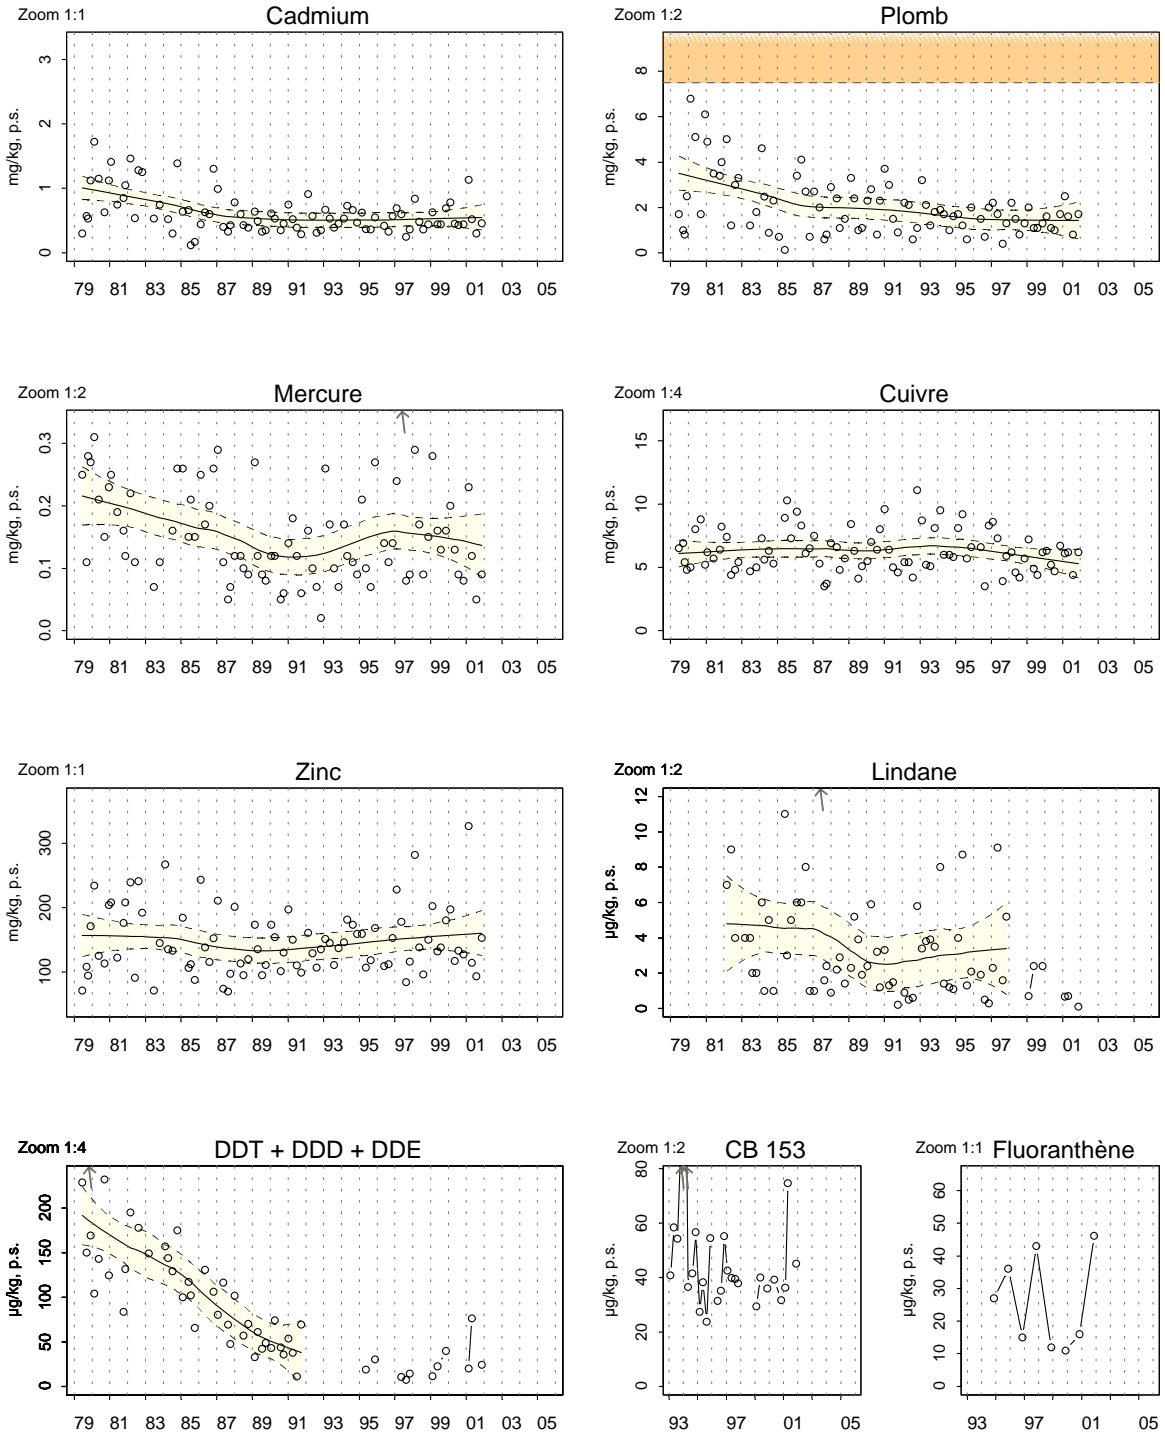 Zoom 1:1
Cadmium
mg/kg, p.s.
3
2
1
0
79 81 83 85 87 89 91 93 95 97 99 01 03 05
Zoom 1:2
Plomb
mg/kg, p.s.
8
6
4
2
0
79 81 83 85 87 89 91 93 95 97 99 01 03 05
Zoom 1:2
Mercure
mg/kg, p.s.
0.3
0.2
0.1
0.0
79 81 83 85 87 89 91 93 95 97 99 01 03 05
Zoom 1:4
Cuivre
mg/kg, p.s.
15
10
5
0
79 81 83 85 87 89 91 93 95 97 99 01 03 05
Zoom 1:1
Zinc
mg/kg, p.s.
300
200
100
79 81 83 85 87 89 91 93 95 97 99 01 03 05
Zoom 1:2
Lindane
µg/kg, p.s.
12
10
8
6
4
2
0
79 81 83 85 87 89 91 93 95 97 99 01 03 05
Zoom 1:4
DDT + DDD + DDE
µg/kg, p.s.
200
150
100
50
0
79 81 83 85 87 89 91 93 95 97 99 01 03 05
Zoom 1:2
CB 153
µg/kg, p.s.
80
60
40
20
0
93 97 01 05
Zoom 1:1
Fluoranthène
µg/kg, p.s.
60
50
40
30
20
10
0
93 97 01 05